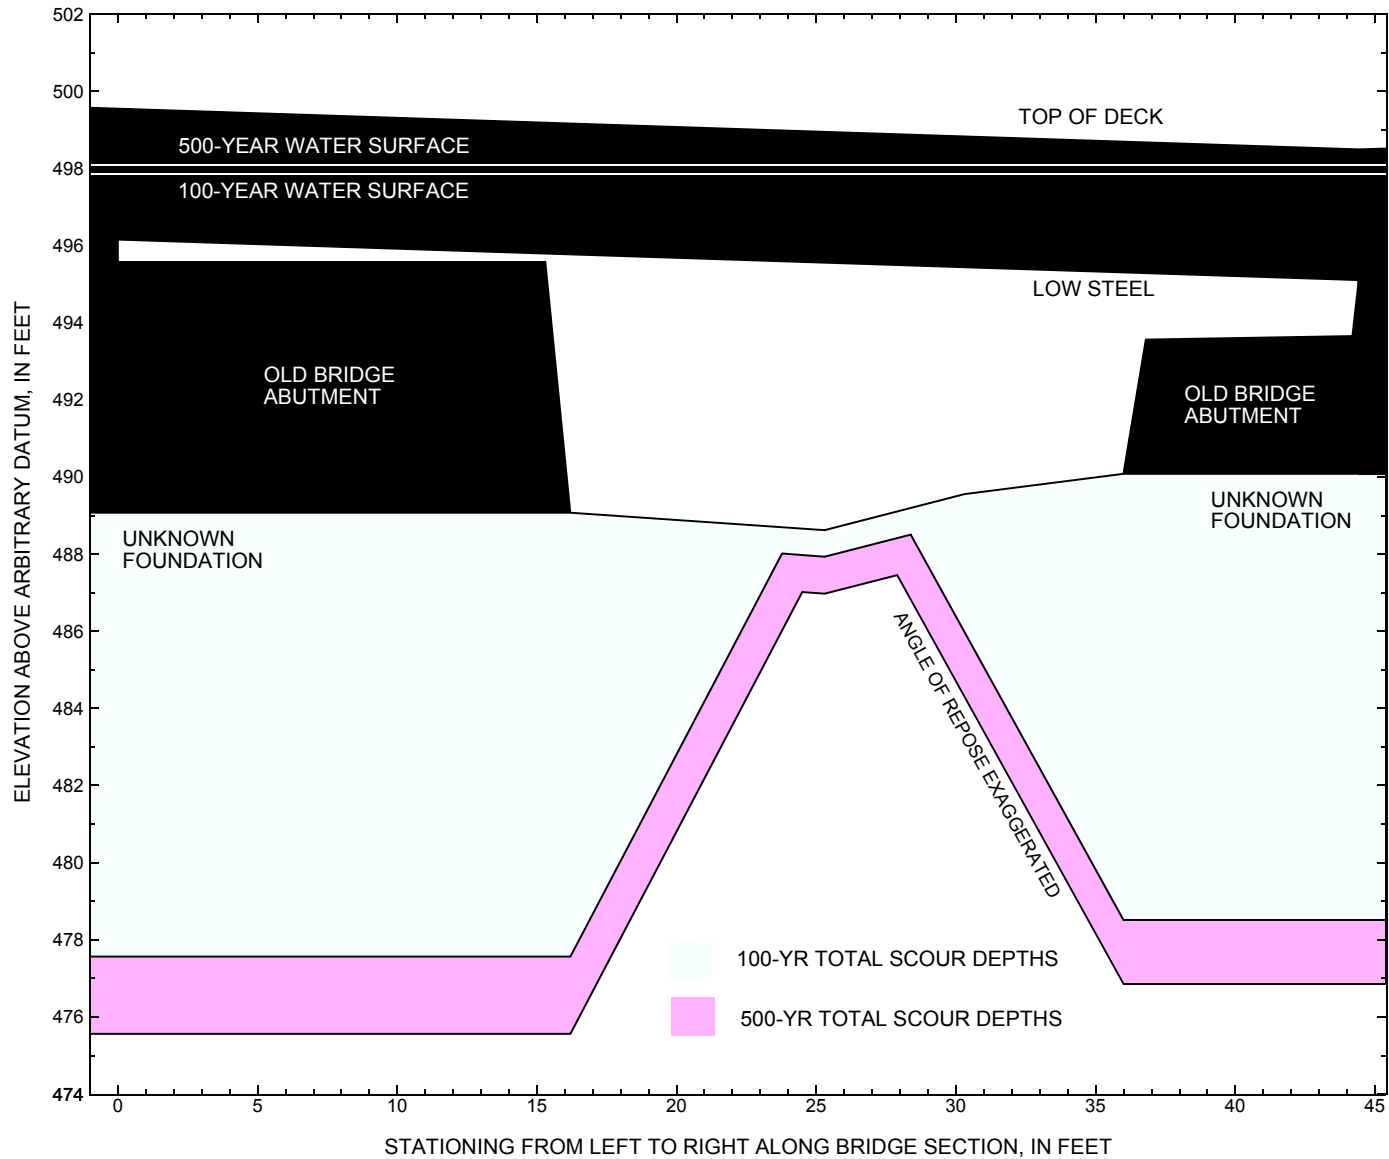 502
500
498
496
494
492
490
488
486
484
482
480
478
476
474
ELEVATION ABOVE ARBITRARY DATUM, IN FEET
TOP OF DECK
500-YEAR WATER SURFACE
100-YEAR WATER SURFACE
LOW STEEL
OLD BRIDGE
ABUTMENT
OLD BRIDGE
ABUTMENT
UNKNOWN
FOUNDATION
UNKNOWN
FOUNDATION
ANGLE OF REPOSE EXAGGERATED
100-YR TOTAL SCOUR DEPTHS
500-YR TOTAL SCOUR DEPTHS
0 5 10 15 20 25 30 35 40 45
STATIONING FROM LEFT TO RIGHT ALONG BRIDGE SECTION, IN FEET